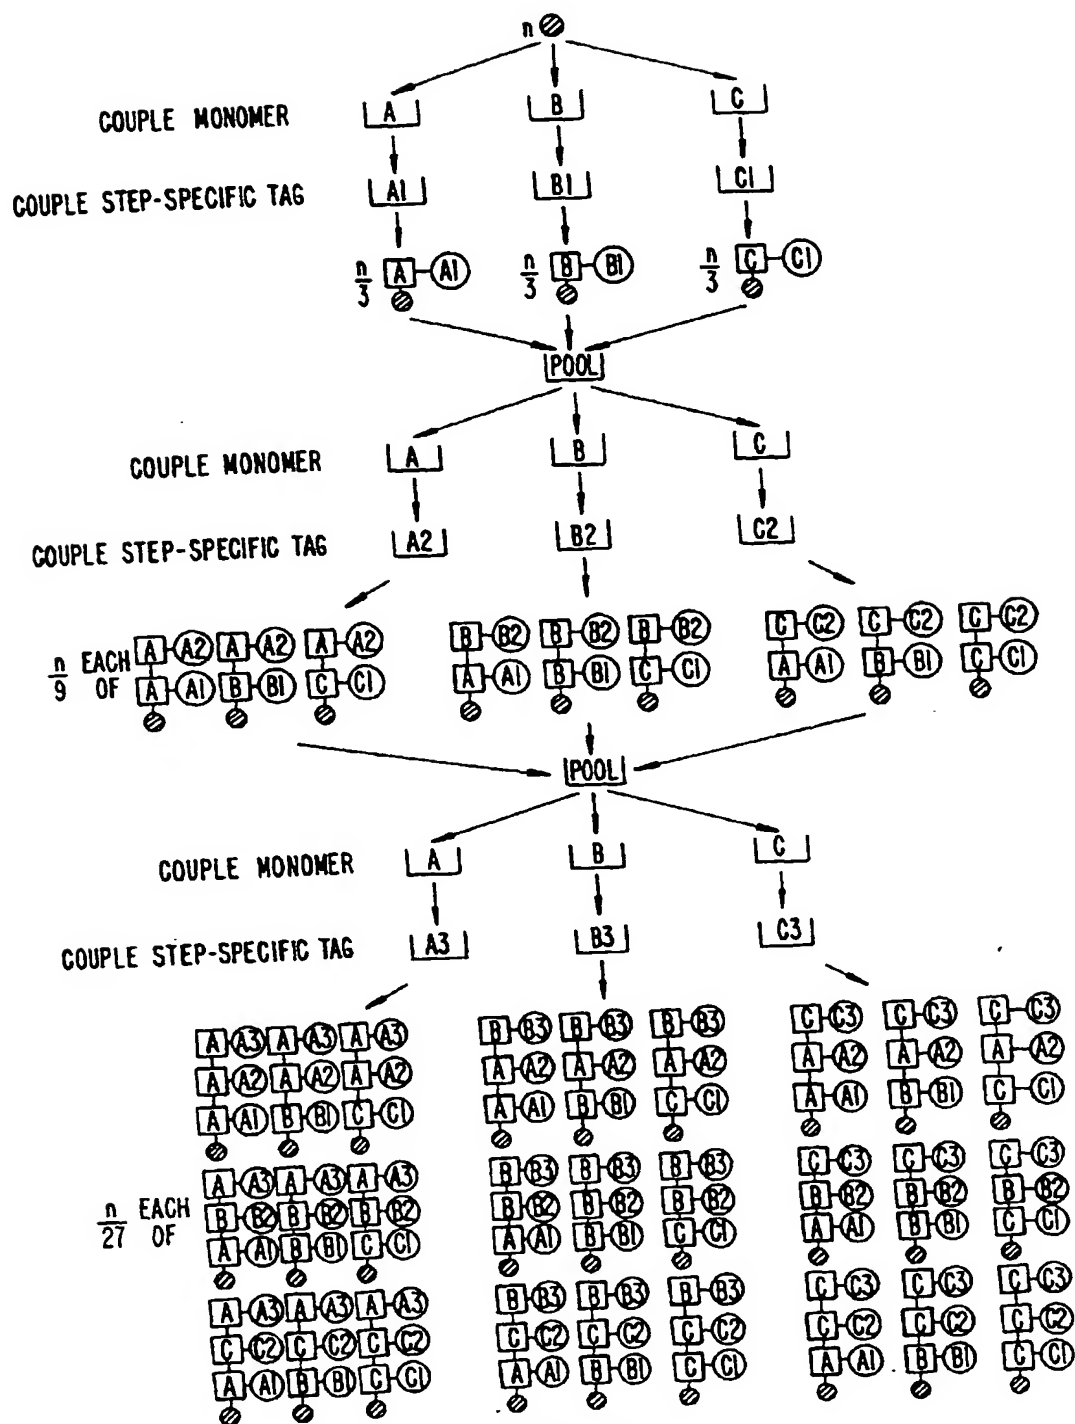 n
A B C
COUPLE MONOMER
A1 B1 C1
COUPLE STEP-SPECIFIC TAG
n/3 A A1 n/3 B B1 n/3 C C1
POOL
A B C
COUPLE MONOMER
A2 B2 C2
COUPLE STEP-SPECIFIC TAG
A A2 A A2 A A2 B B2 B B2 B B2 C C2 C C2 C C2
n/9 EACH OF
A A1 B B1 C C1 A A1 B B1 C C1 A A1 B B1 C C1
POOL
A B C
COUPLE MONOMER
A3 B3 C3
COUPLE STEP-SPECIFIC TAG
A A3 A A3 A A3 B B3 B B3 B B3 C C3 C C3 C C3
A A2 A A2 A A2 A A2 A A2 A A2 A A2 A A2 A A2
A A1 B B1 C C1 A A1 B B1 C C1 A A1 B B1 C C1
A A3 A A3 A A3 B B3 B B3 B B3 C C3 C C3 C C3
n/27 EACH OF
B B2 B B2 B B2 B B2 B B2 B B2 B B2 B B2 B B2
A A1 B B1 C C1 A A1 B B1 C C1 A A1 B B1 C C1
A A3 A A3 A A3 B B3 B B3 B B3 C C3 C C3 C C3
C C2 C C2 C C2 C C2 C C2 C C2 C C2 C C2 C C2
A A1 B B1 C C1 A A1 B B1 C C1 A A1 B B1 C C1